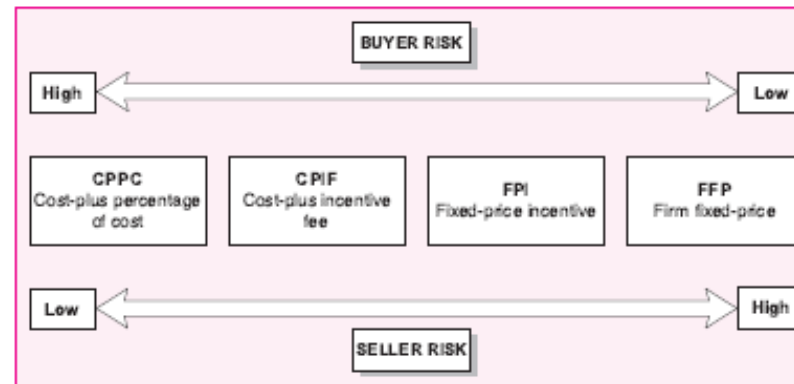 BUYER RISK
High
Low
CPPC
Cost-plus percentage
of cost
CPIF
Cost-plus incentive
fee
FPI
Fixed-price incentive
FFP
Firm fixed-price
Low
High
SELLER RISK